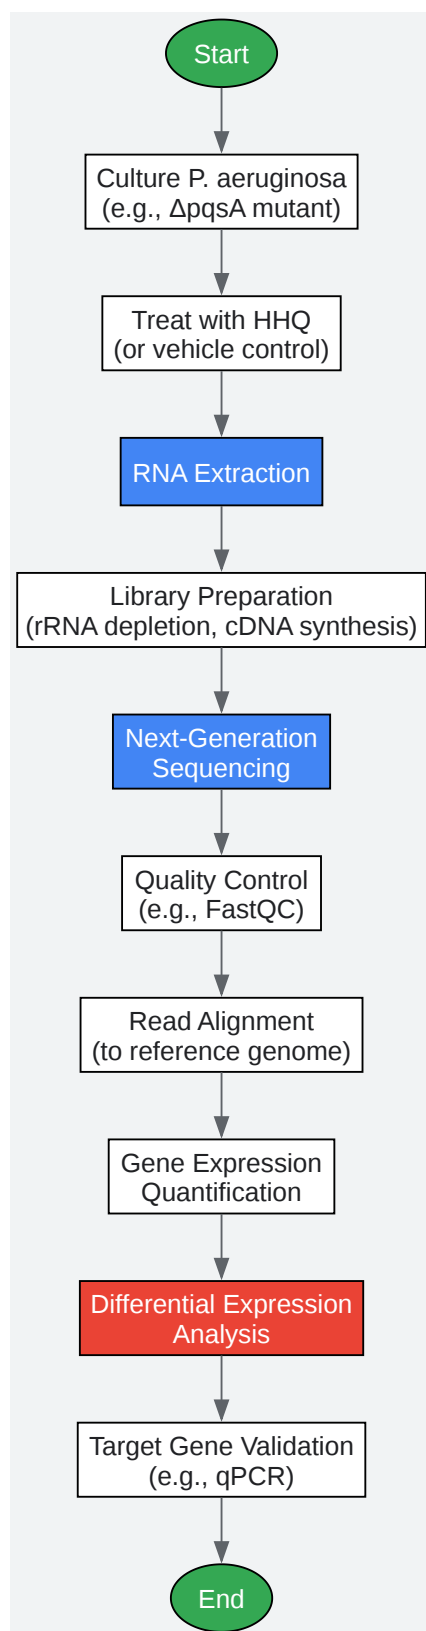 Start
Culture P. aeruginosa
(e.g., ΔpqsA mutant)
Treat with HHQ
(or vehicle control)
RNA Extraction
Library Preparation
(rRNA depletion, cDNA synthesis)
Next-Generation
Sequencing
Quality Control
(e.g., FastQC)
Read Alignment
(to reference genome)
Gene Expression
Quantification
Differential Expression
Analysis
Target Gene Validation
(e.g., qPCR)
End